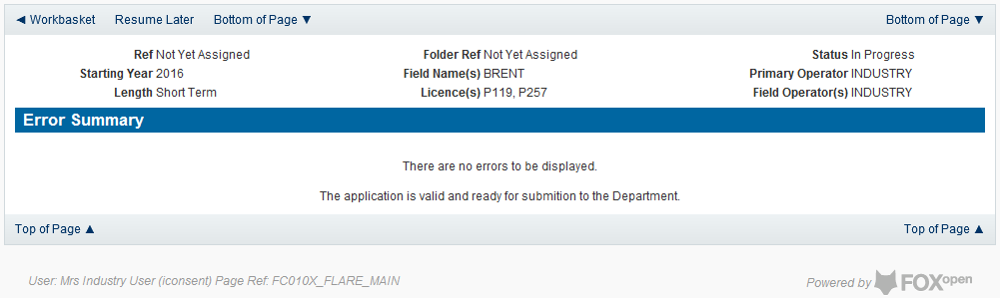 ◄ Workbasket Resume Later Bottom of Page ▼ Bottom of Page ▼
Ref Not Yet Assigned Folder Ref Not Yet Assigned Status In Progress
Starting Year 2016 Field Name(s) BRENT Primary Operator INDUSTRY
Length Short Term Licence(s) P119, P257 Field Operator(s) INDUSTRY
Error Summary
There are no errors to be displayed.
The application is valid and ready for submition to the Department.
Top of Page ▲ Top of Page ▲
User: Mrs Industry User (iconsent) Page Ref: FC010X_FLARE_MAIN Powered by FOXopen